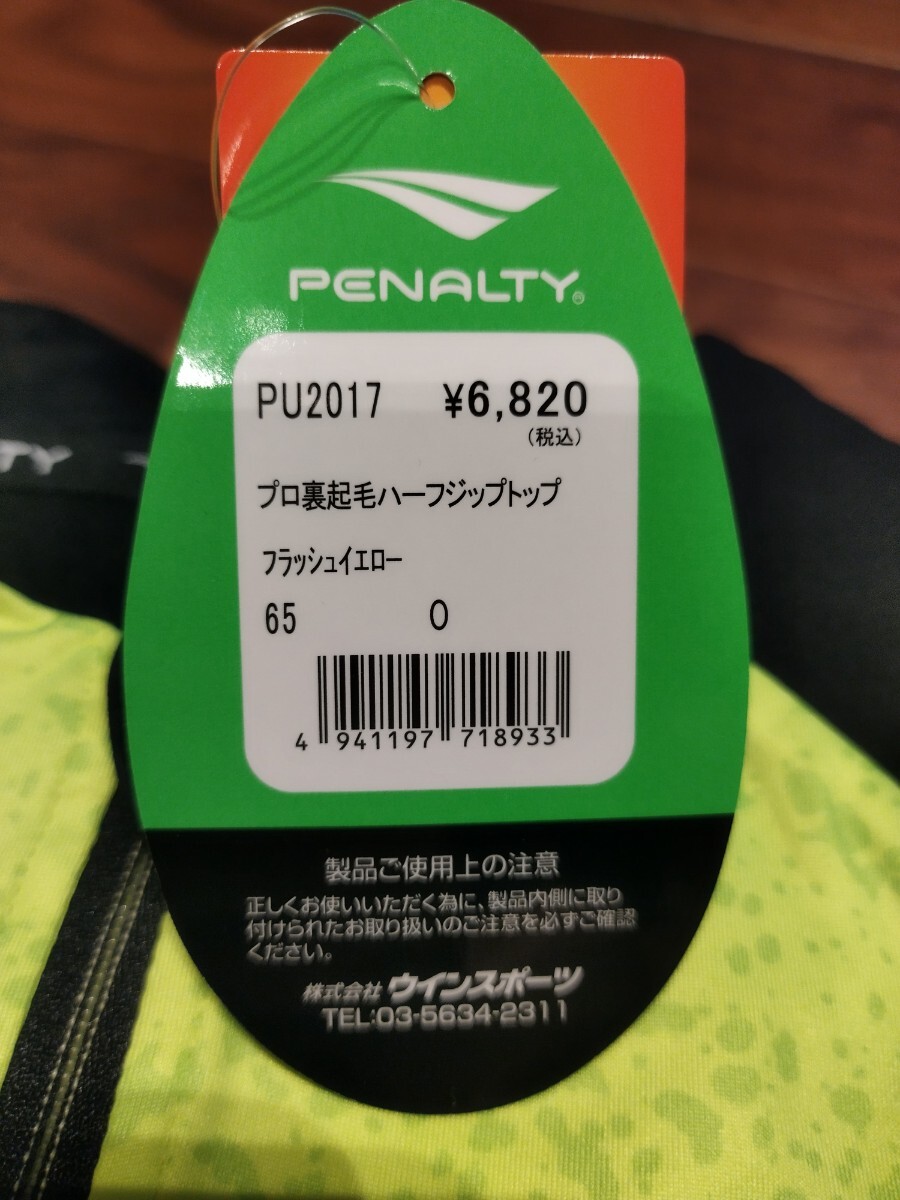 PENALTY®
PU2017 ¥6,820
(税込)
プロ裏起毛ハーフジップトップ
フラッシュイエロー
65 O
4 941197 718933
TY
製品ご使用上の注意
正しくお使いいただく為に、製品内側に取り
付けられたお取り扱いのご注意を必ずご確認
ください。
株式会社 ウインスポーツ
TEL:03-5634-2311